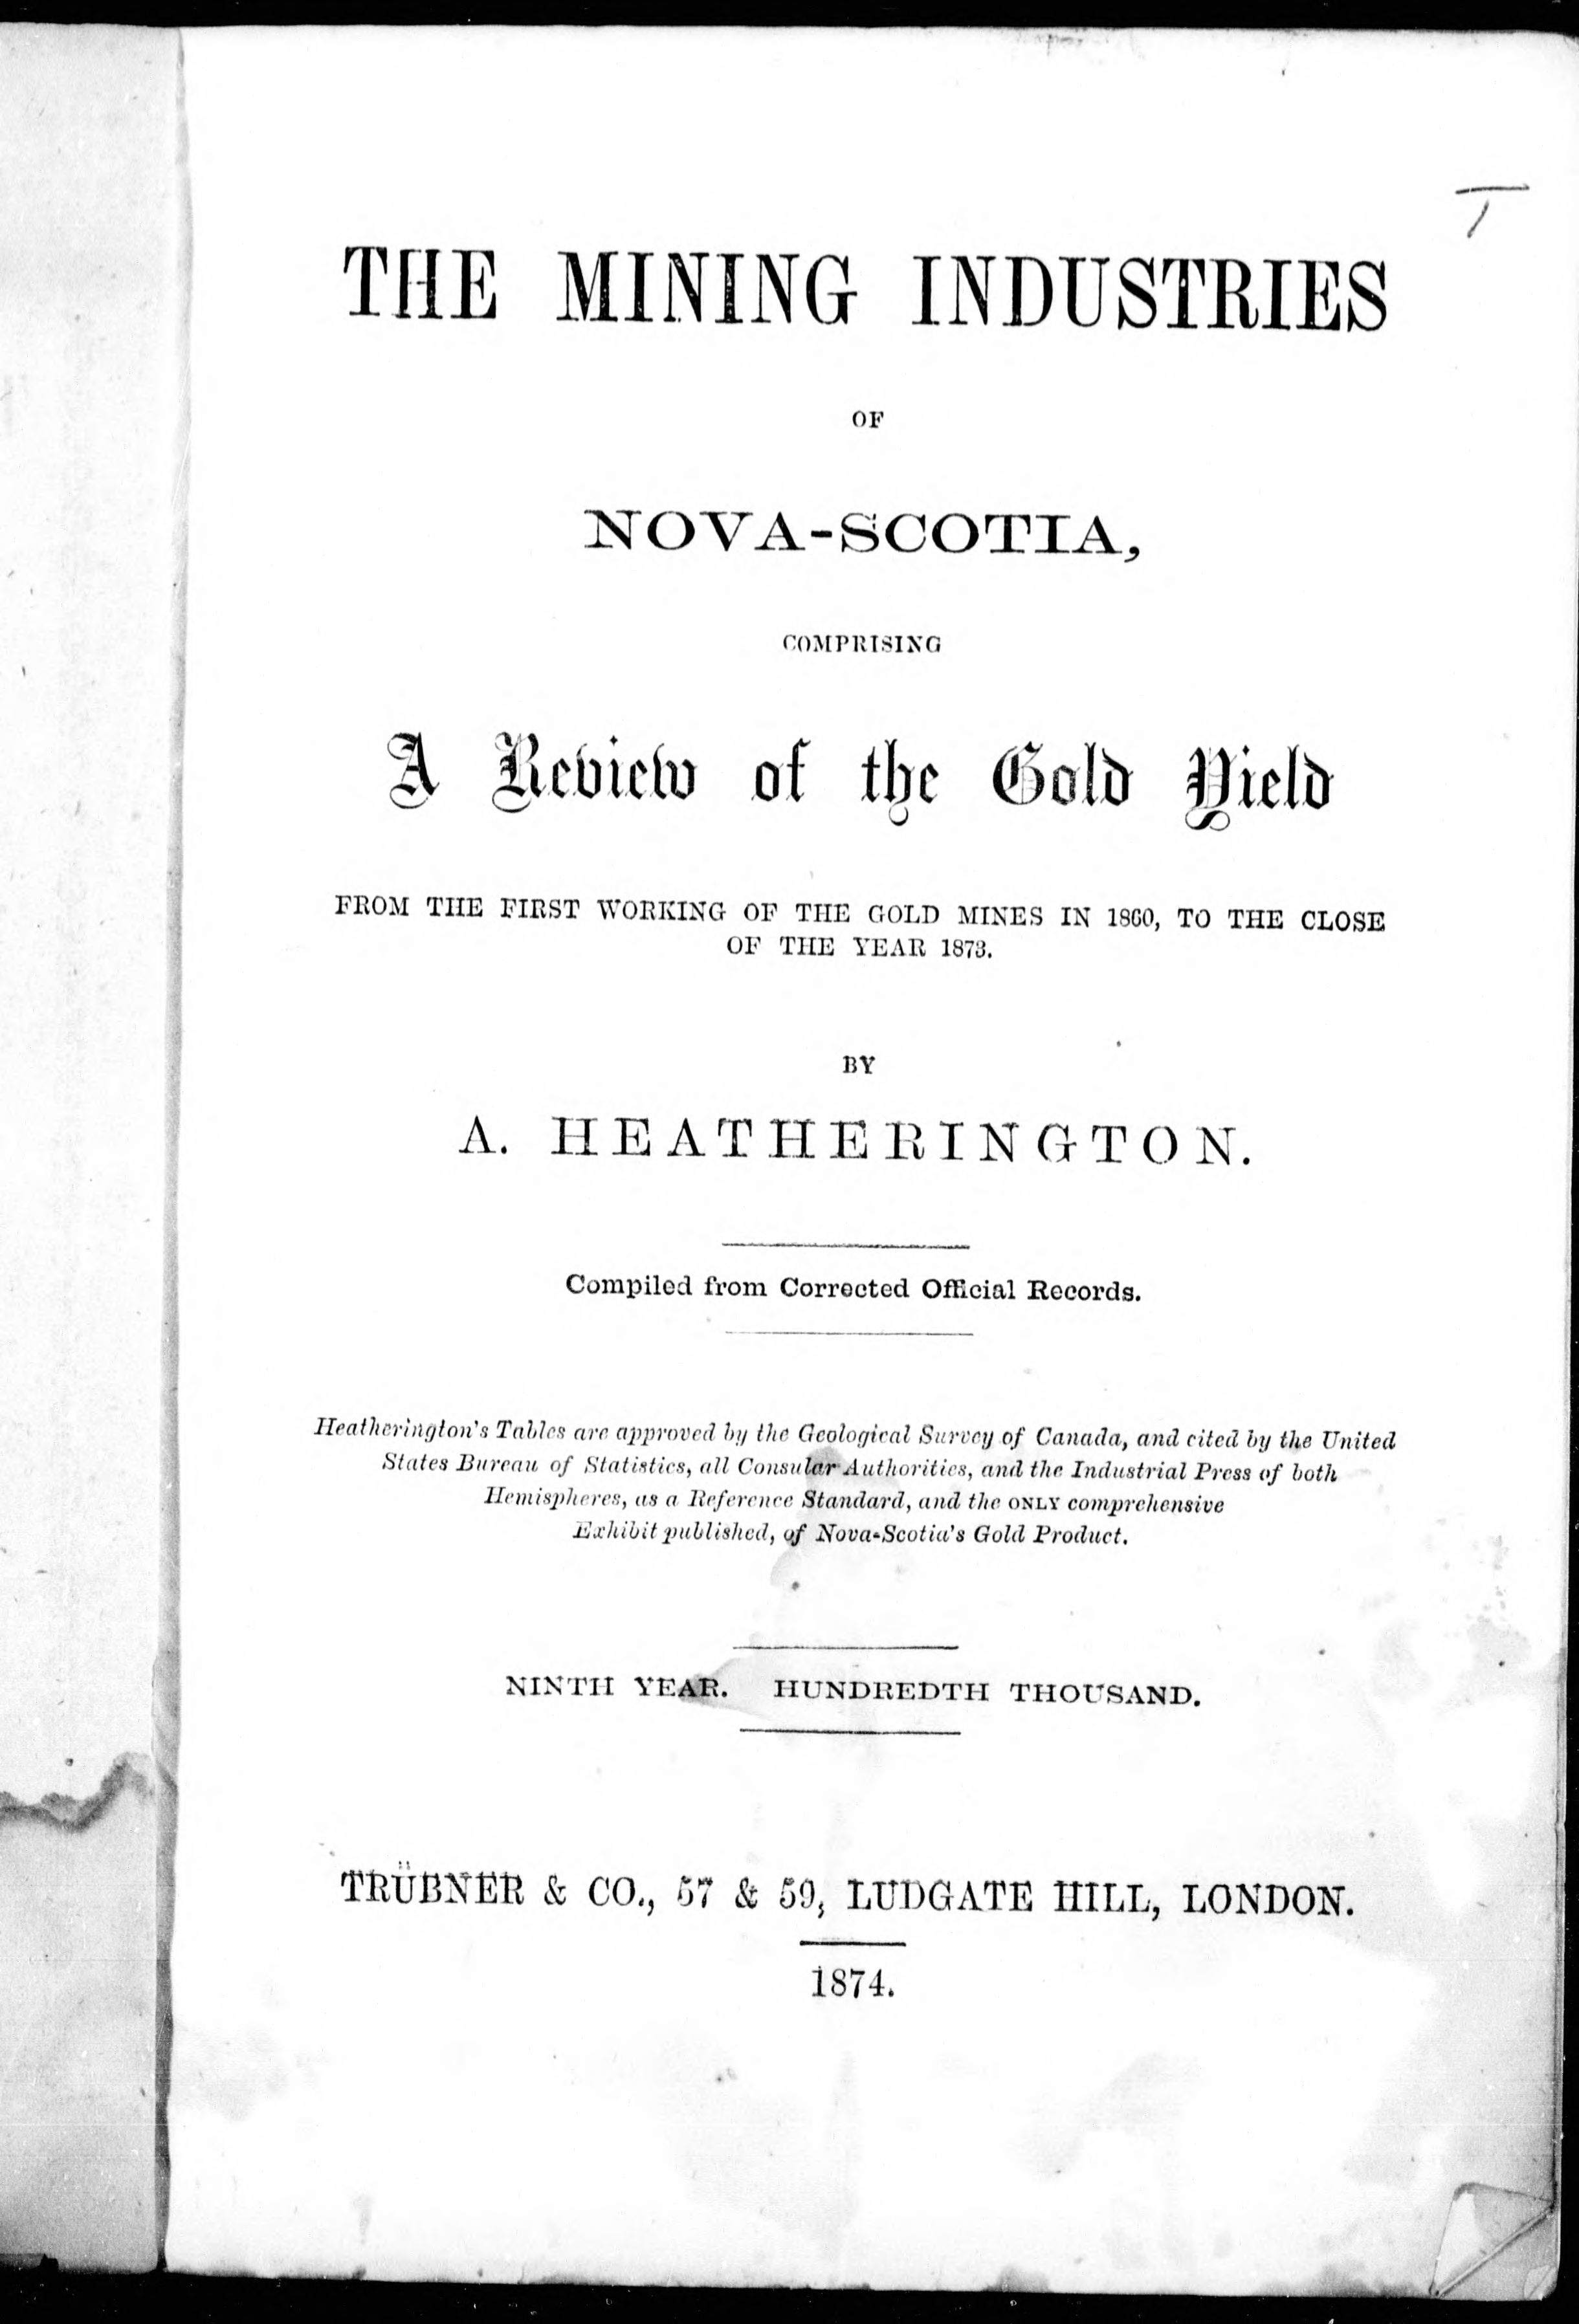 T
THE MINING INDUSTRIES
OF
NOVA-SCOTIA,
COMPRISING
A Review of the Gold Yield
FROM THE FIRST WORKING OF THE GOLD MINES IN 1860, TO THE CLOSE
OF THE YEAR 1873.
BY
A. HEATHERINGTON.
Compiled from Corrected Official Records.
Heatherington's Tables are approved by the Geological Survey of Canada, and cited by the United
States Bureau of Statistics, all Consular Authorities, and the Industrial Press of both
Hemispheres, as a Reference Standard, and the ONLY comprehensive
Exhibit published, of Nova-Scotia's Gold Product.
NINTH YEAR. HUNDREDTH THOUSAND.
TRÜBNER & CO., 57 & 59, LUDGATE HILL, LONDON.
1874.